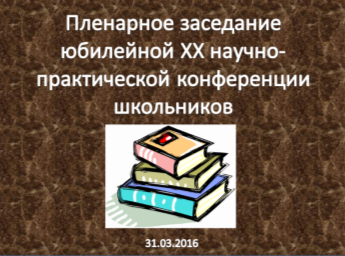 Пленарное заседание
юбилейной XX научно-
практической конференции
школьников
31.03.2016